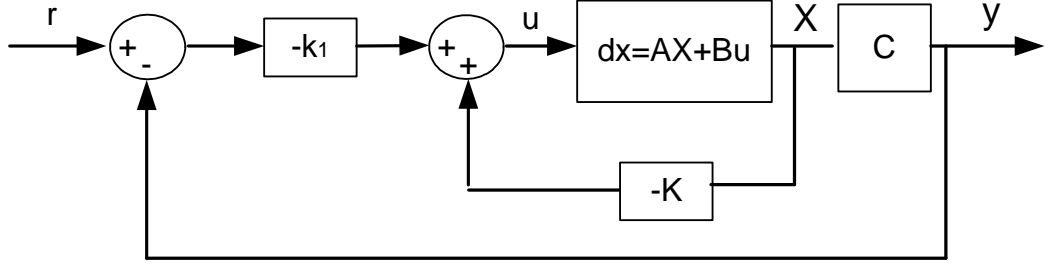 r
+
-
-k₁
+
+
u
dx=AX+Bu
X
C
y
-K